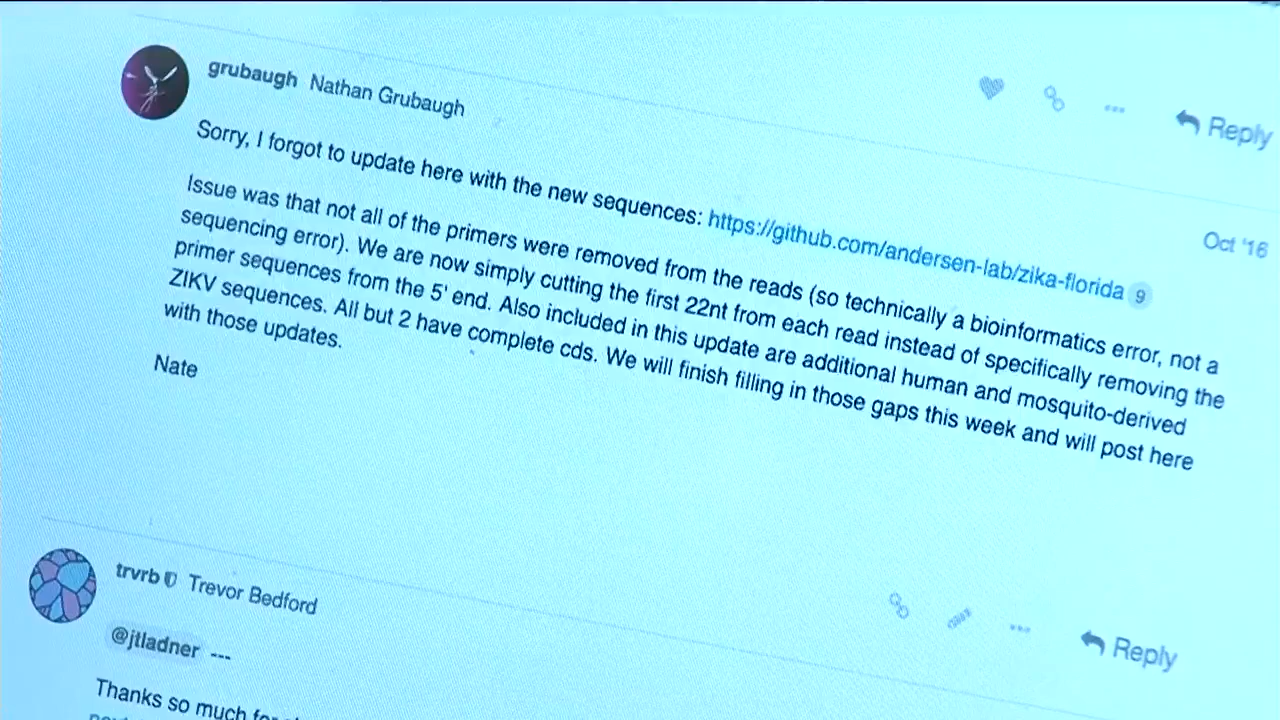 grubaugh Nathan Grubaugh
Reply
Sorry, I forgot to update here with the new sequences: https://github.com/andersen-lab/zika-florida 9
Oct '16
Issue was that not all of the primers were removed from the reads (so technically a bioinformatics error, not a
sequencing error). We are now simply cutting the first 22nt from each read instead of specifically removing the
primer sequences from the 5' end. Also included in this update are additional human and mosquito-derived
ZIKV sequences. All but 2 have complete cds. We will finish filling in those gaps this week and will post here
with those updates.
Nate
trvrb Trevor Bedford
Reply
@jtladner ---
Thanks so much